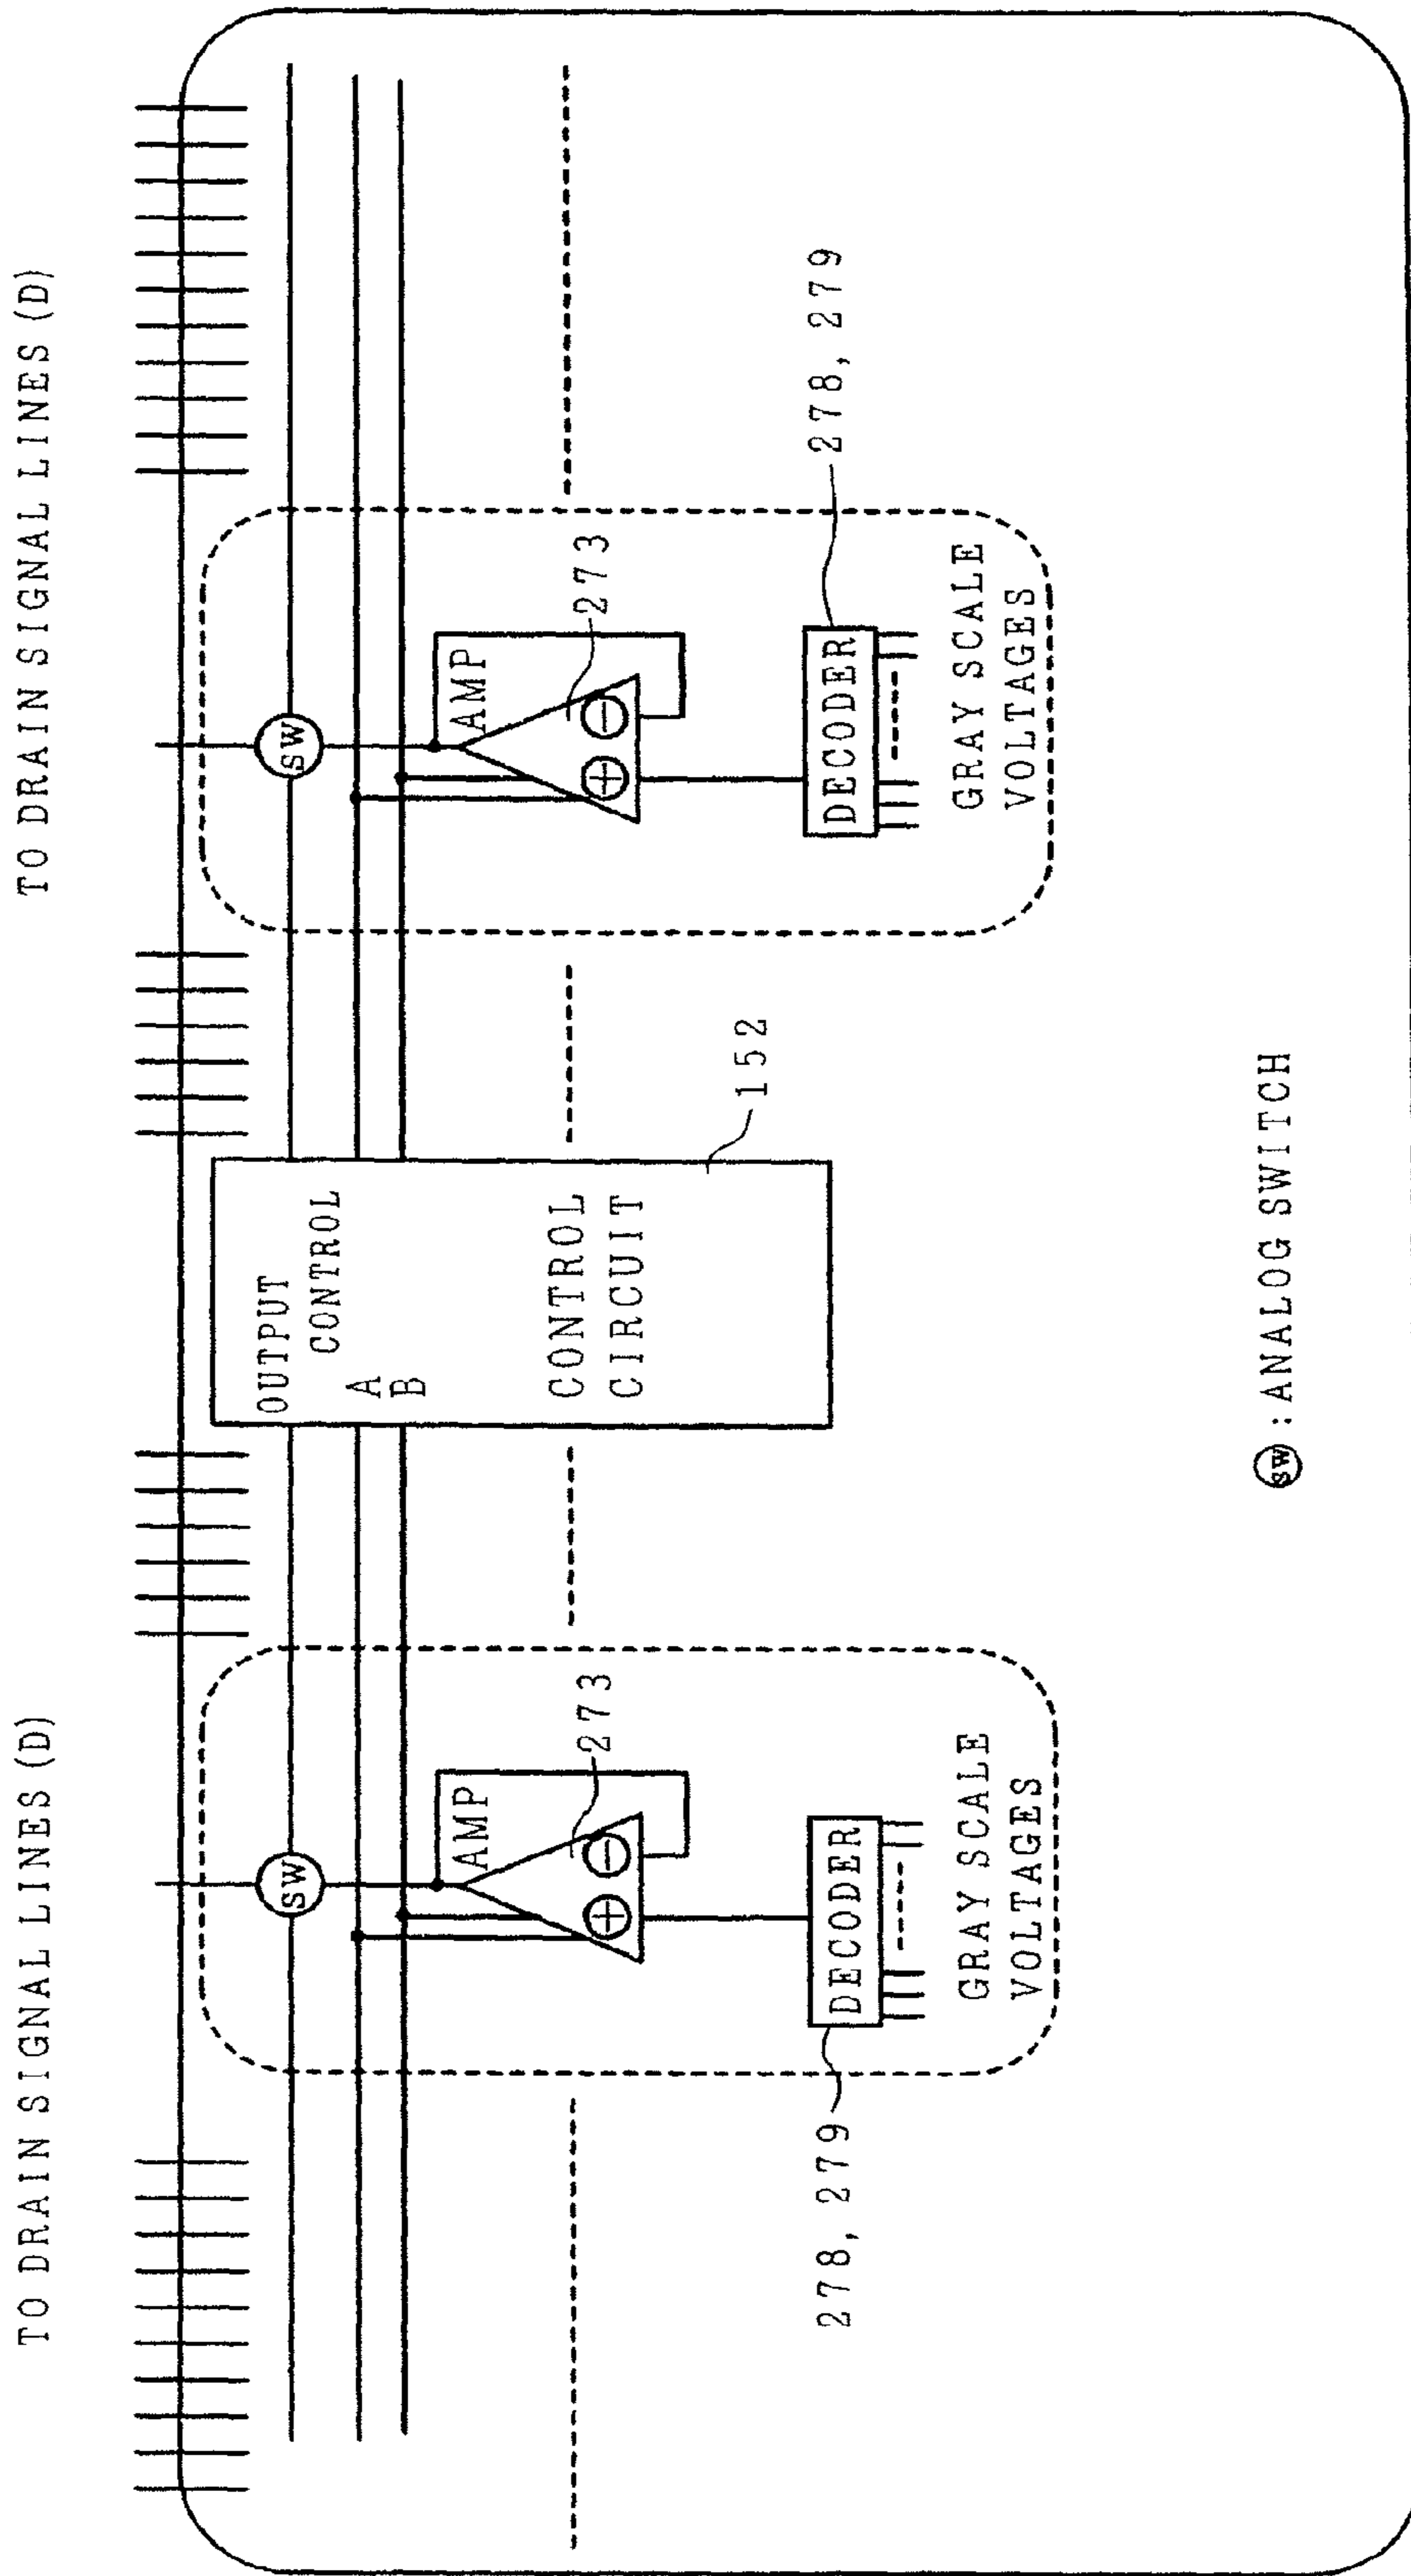 TO DRAIN SIGNAL LINES (D)
TO DRAIN SIGNAL LINES (D)
SW
SW
OUTPUT
CONTROL
A
B
AMP
AMP
CONTROL
CIRCUIT
273
273
152
DECODER
DECODER
278, 279
278, 279
GRAY SCALE
VOLTAGES
GRAY SCALE
VOLTAGES
SW : ANALOG SWITCH